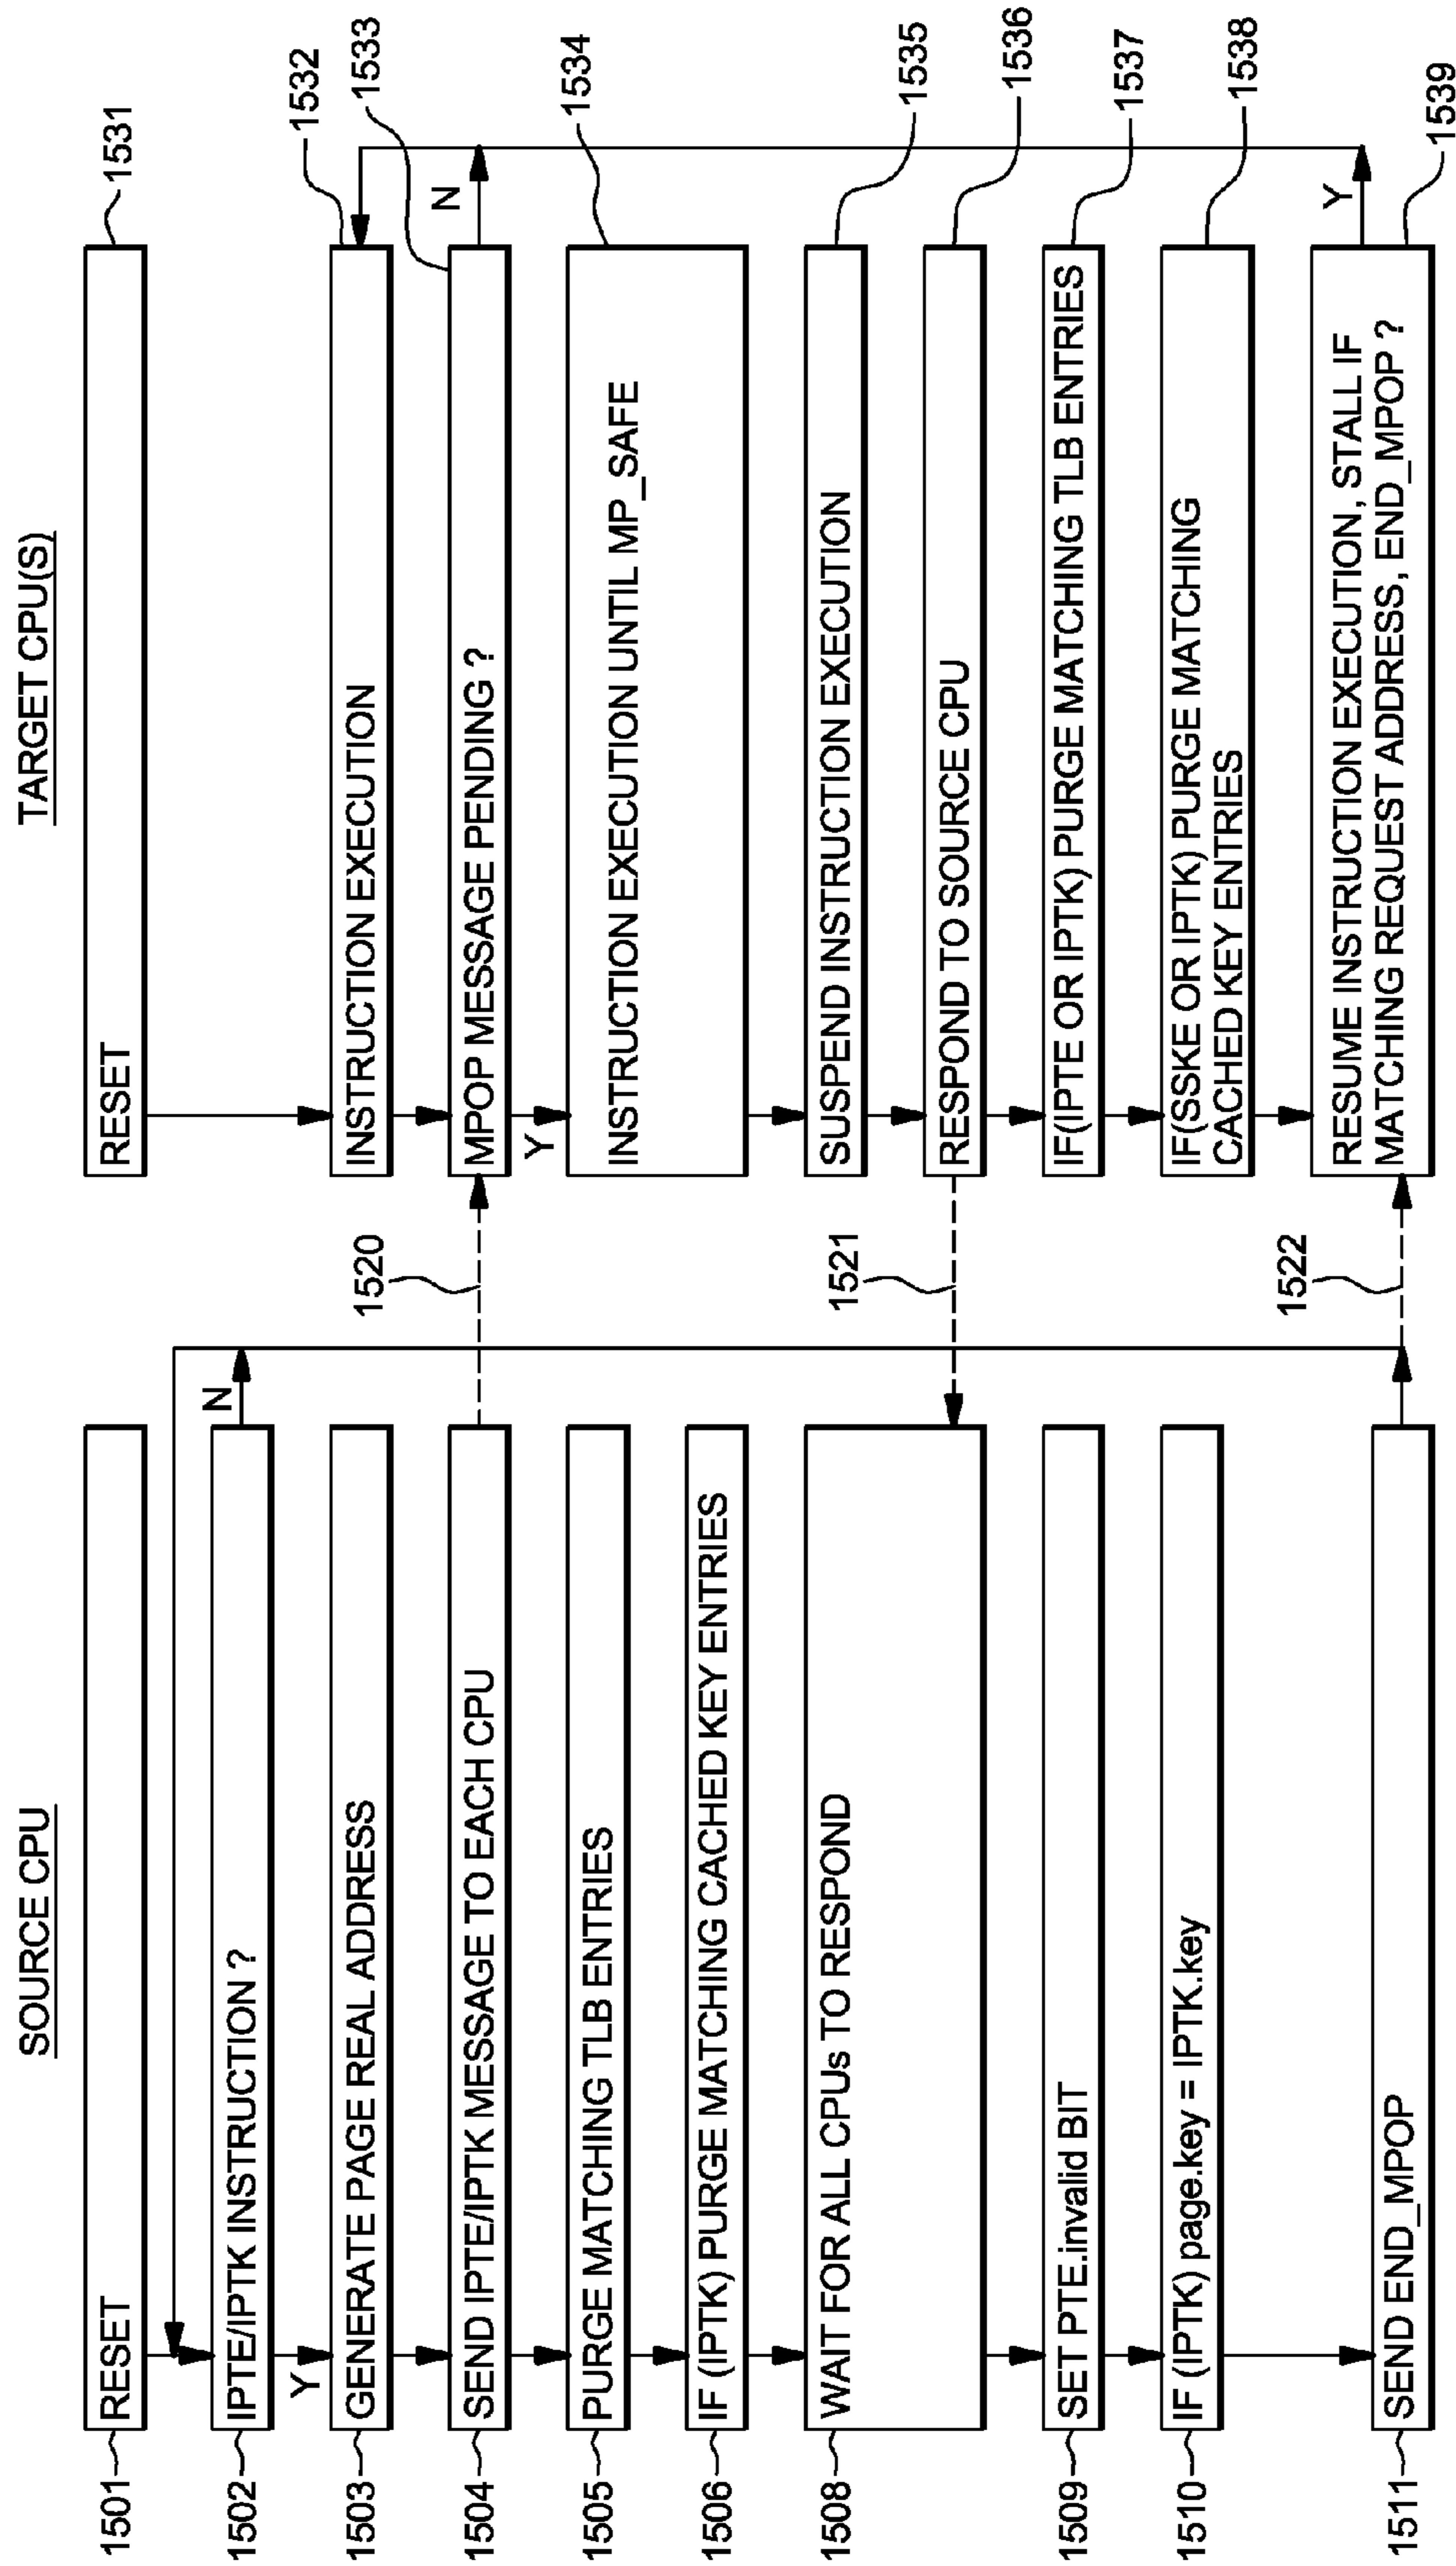 SOURCE CPU
1501
RESET
1502
IPTE/IPTK INSTRUCTION ?
N
Y
1503
GENERATE PAGE REAL ADDRESS
1504
SEND IPTE/IPTK MESSAGE TO EACH CPU
1505
PURGE MATCHING TLB ENTRIES
1506
IF (IPTK) PURGE MATCHING CACHED KEY ENTRIES
1508
WAIT FOR ALL CPUs TO RESPOND
1509
SET PTE.invalid BIT
1510
IF (IPTK) page.key = IPTK.key
1511
SEND END_MPOP
1520
1521
1522
TARGET CPU(S)
RESET
1531
INSTRUCTION EXECUTION
1532
MPOP MESSAGE PENDING ?
1533
N
Y
INSTRUCTION EXECUTION UNTIL MP_SAFE
1534
SUSPEND INSTRUCTION EXECUTION
1535
RESPOND TO SOURCE CPU
1536
IF(IPTE OR IPTK) PURGE MATCHING TLB ENTRIES
1537
IF(SSKE OR IPTK) PURGE MATCHING
CACHED KEY ENTRIES
1538
RESUME INSTRUCTION EXECUTION, STALL IF
MATCHING REQUEST ADDRESS, END_MPOP ?
Y
1539